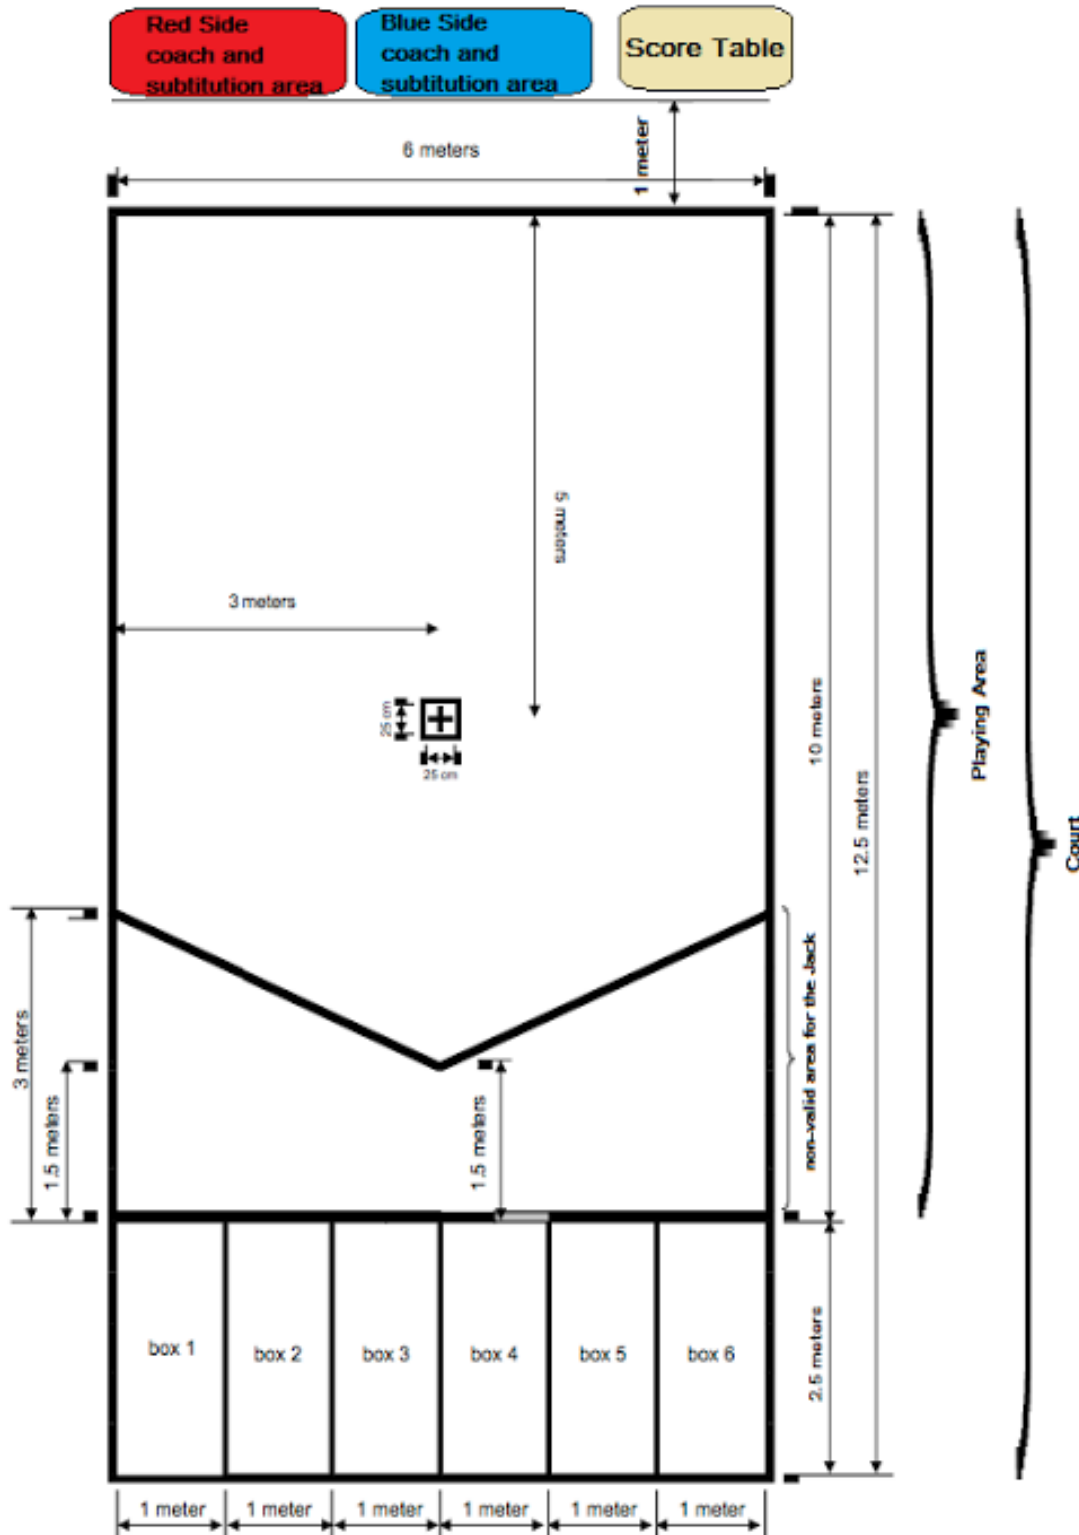 Red Side
coach and
subtitution area
Blue Side
coach and
subtitution area
Score Table
6 meters
1 meter
5 meters
3 meters
25 cm
25 cm
10 meters
12.5 meters
Playing Area
Court
non-valid area for the Jack
3 meters
1.5 meters
1.5 meters
2.5 meters
box 1
box 2
box 3
box 4
box 5
box 6
1 meter
1 meter
1 meter
1 meter
1 meter
1 meter